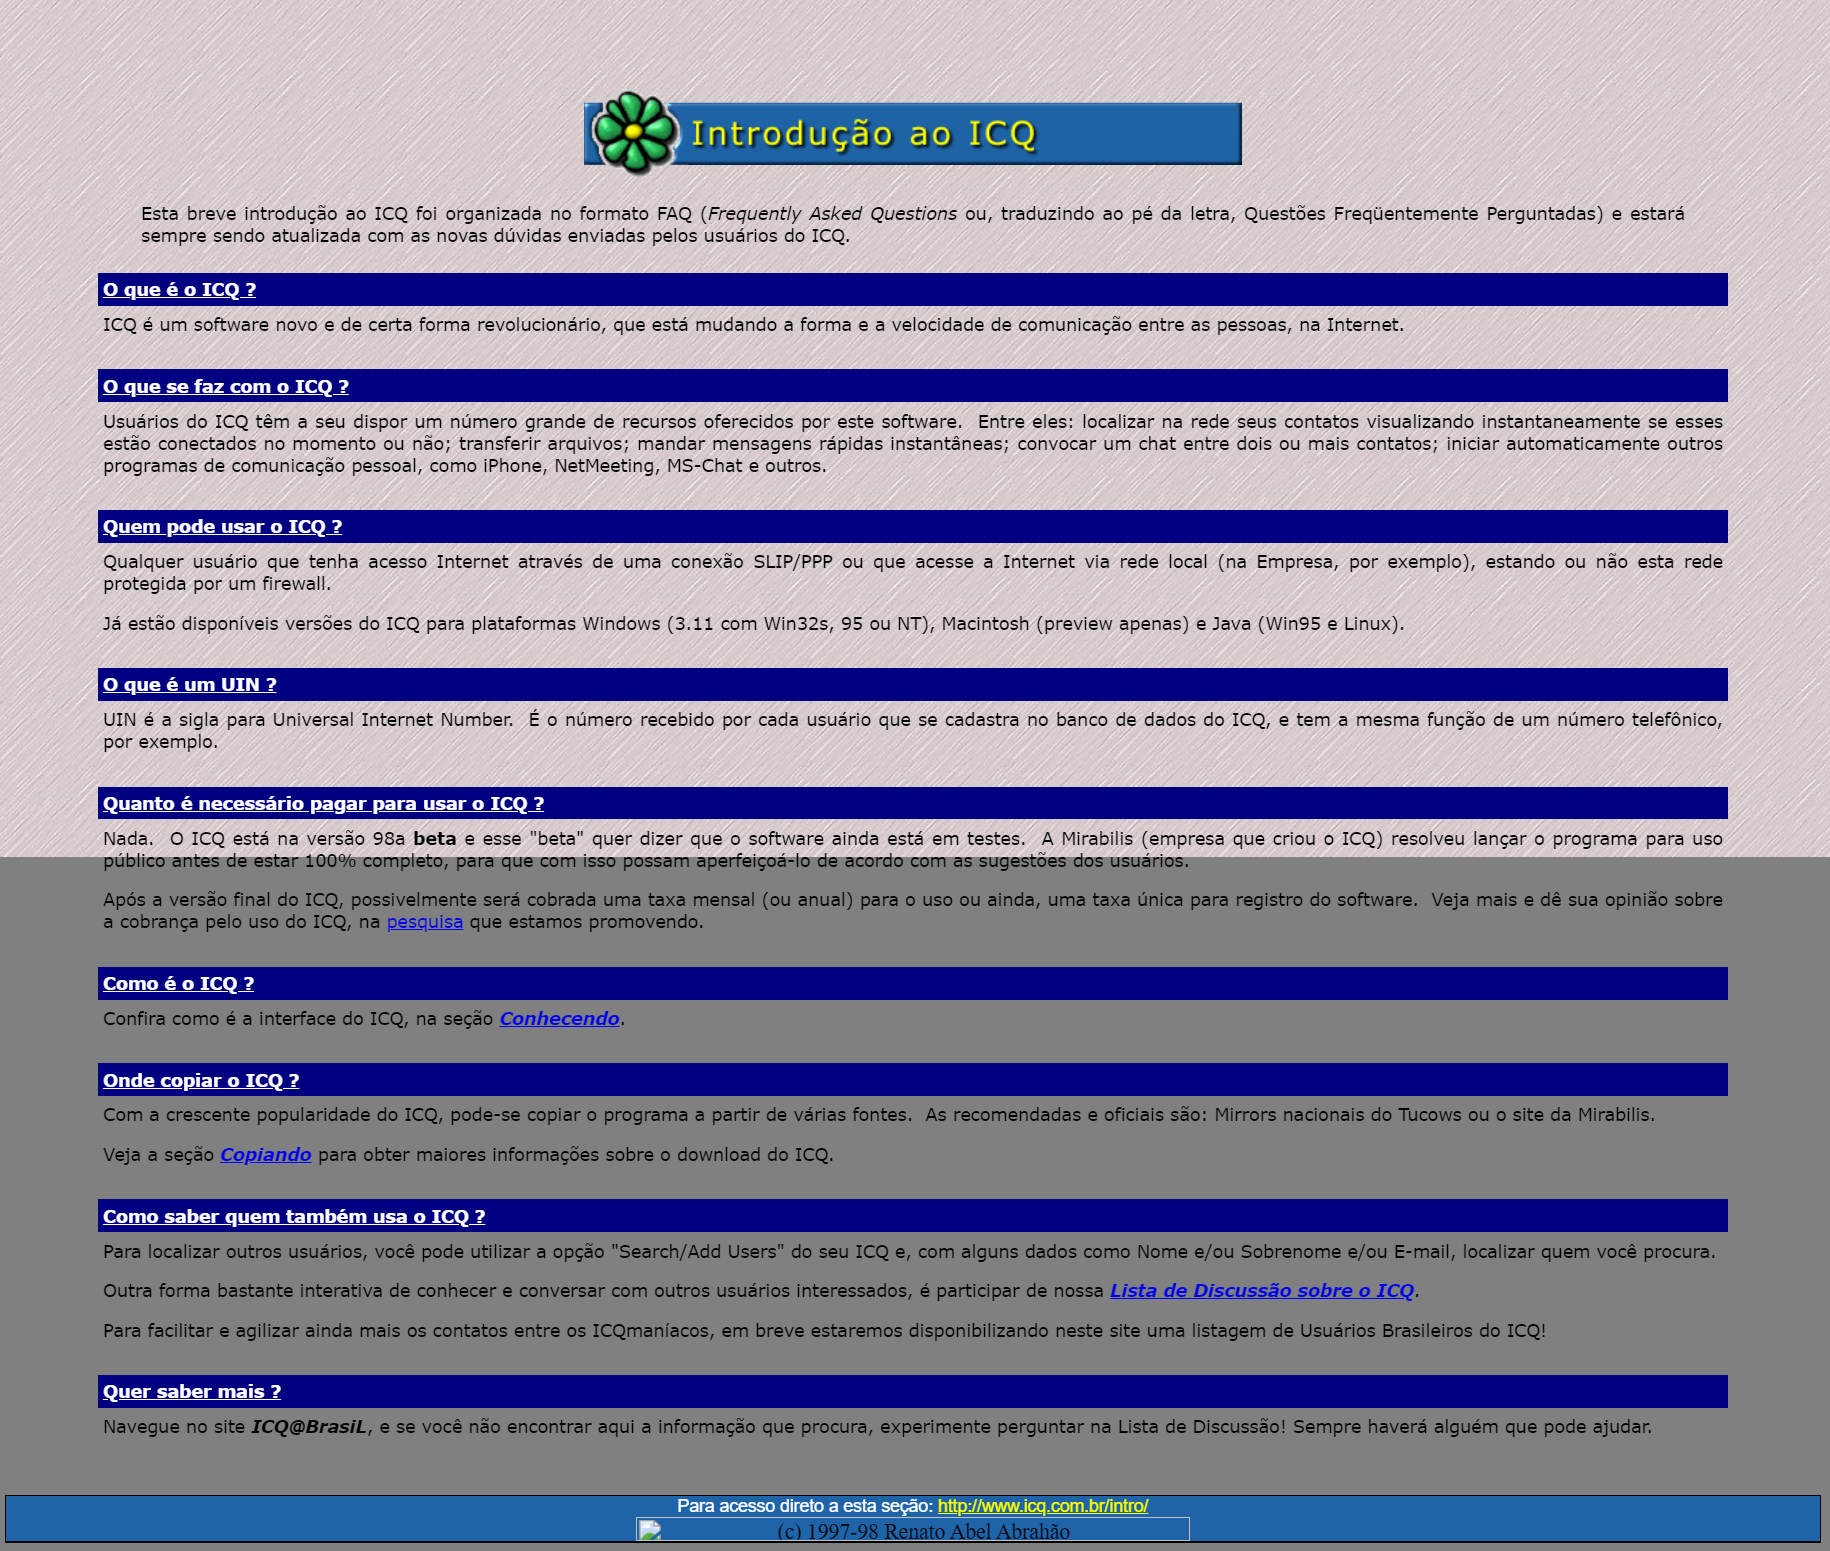 Introdução ao ICQ
Esta breve introdução ao ICQ foi organizada no formato FAQ (Frequently Asked Questions ou, traduzindo ao pé da letra, Questões Freqüentemente Perguntadas) e estará
sempre sendo atualizada com as novas dúvidas enviadas pelos usuários do ICQ.
O que é o ICQ ?
ICQ é um software novo e de certa forma revolucionário, que está mudando a forma e a velocidade de comunicação entre as pessoas, na Internet.
O que se faz com o ICQ ?
Usuários do ICQ têm a seu dispor um número grande de recursos oferecidos por este software.  Entre eles: localizar na rede seus contatos visualizando instantaneamente se esses
estão conectados no momento ou não; transferir arquivos; mandar mensagens rápidas instantâneas; convocar um chat entre dois ou mais contatos; iniciar automaticamente outros
programas de comunicação pessoal, como iPhone, NetMeeting, MS-Chat e outros.
Quem pode usar o ICQ ?
Qualquer usuário que tenha acesso Internet através de uma conexão SLIP/PPP ou que acesse a Internet via rede local (na Empresa, por exemplo), estando ou não esta rede
protegida por um firewall.
Já estão disponíveis versões do ICQ para plataformas Windows (3.11 com Win32s, 95 ou NT), Macintosh (preview apenas) e Java (Win95 e Linux).
O que é um UIN ?
UIN é a sigla para Universal Internet Number.  É o número recebido por cada usuário que se cadastra no banco de dados do ICQ, e tem a mesma função de um número telefônico,
por exemplo.
Quanto é necessário pagar para usar o ICQ ?
Nada.  O ICQ está na versão 98a beta e esse "beta" quer dizer que o software ainda está em testes.  A Mirabilis (empresa que criou o ICQ) resolveu lançar o programa para uso
público antes de estar 100% completo, para que com isso possam aperfeiçoá-lo de acordo com as sugestões dos usuários.
Após a versão final do ICQ, possivelmente será cobrada uma taxa mensal (ou anual) para o uso ou ainda, uma taxa única para registro do software.  Veja mais e dê sua opinião sobre
a cobrança pelo uso do ICQ, na pesquisa que estamos promovendo.
Como é o ICQ ?
Confira como é a interface do ICQ, na seção Conhecendo.
Onde copiar o ICQ ?
Com a crescente popularidade do ICQ, pode-se copiar o programa a partir de várias fontes.  As recomendadas e oficiais são: Mirrors nacionais do Tucows ou o site da Mirabilis.
Veja a seção Copiando para obter maiores informações sobre o download do ICQ.
Como saber quem também usa o ICQ ?
Para localizar outros usuários, você pode utilizar a opção "Search/Add Users" do seu ICQ e, com alguns dados como Nome e/ou Sobrenome e/ou E-mail, localizar quem você procura.
Outra forma bastante interativa de conhecer e conversar com outros usuários interessados, é participar de nossa Lista de Discussão sobre o ICQ.
Para facilitar e agilizar ainda mais os contatos entre os ICQmaníacos, em breve estaremos disponibilizando neste site uma listagem de Usuários Brasileiros do ICQ!
Quer saber mais ?
Navegue no site ICQ@BrasiL, e se você não encontrar aqui a informação que procura, experimente perguntar na Lista de Discussão! Sempre haverá alguém que pode ajudar.
Para acesso direto a esta seção: http://www.icq.com.br/intro/
(c) 1997-98 Renato Abel Abrahão